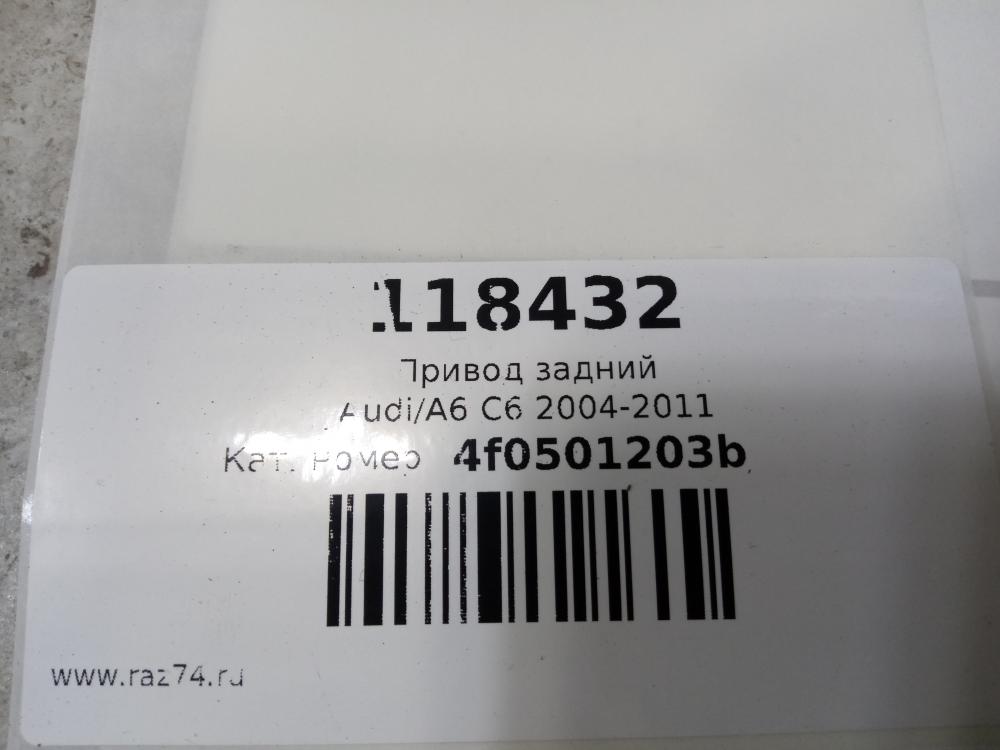 118432
Привод задний
Audi/A6 C6 2004-2011
Кат. номер 4f0501203b
www.raz74.ru